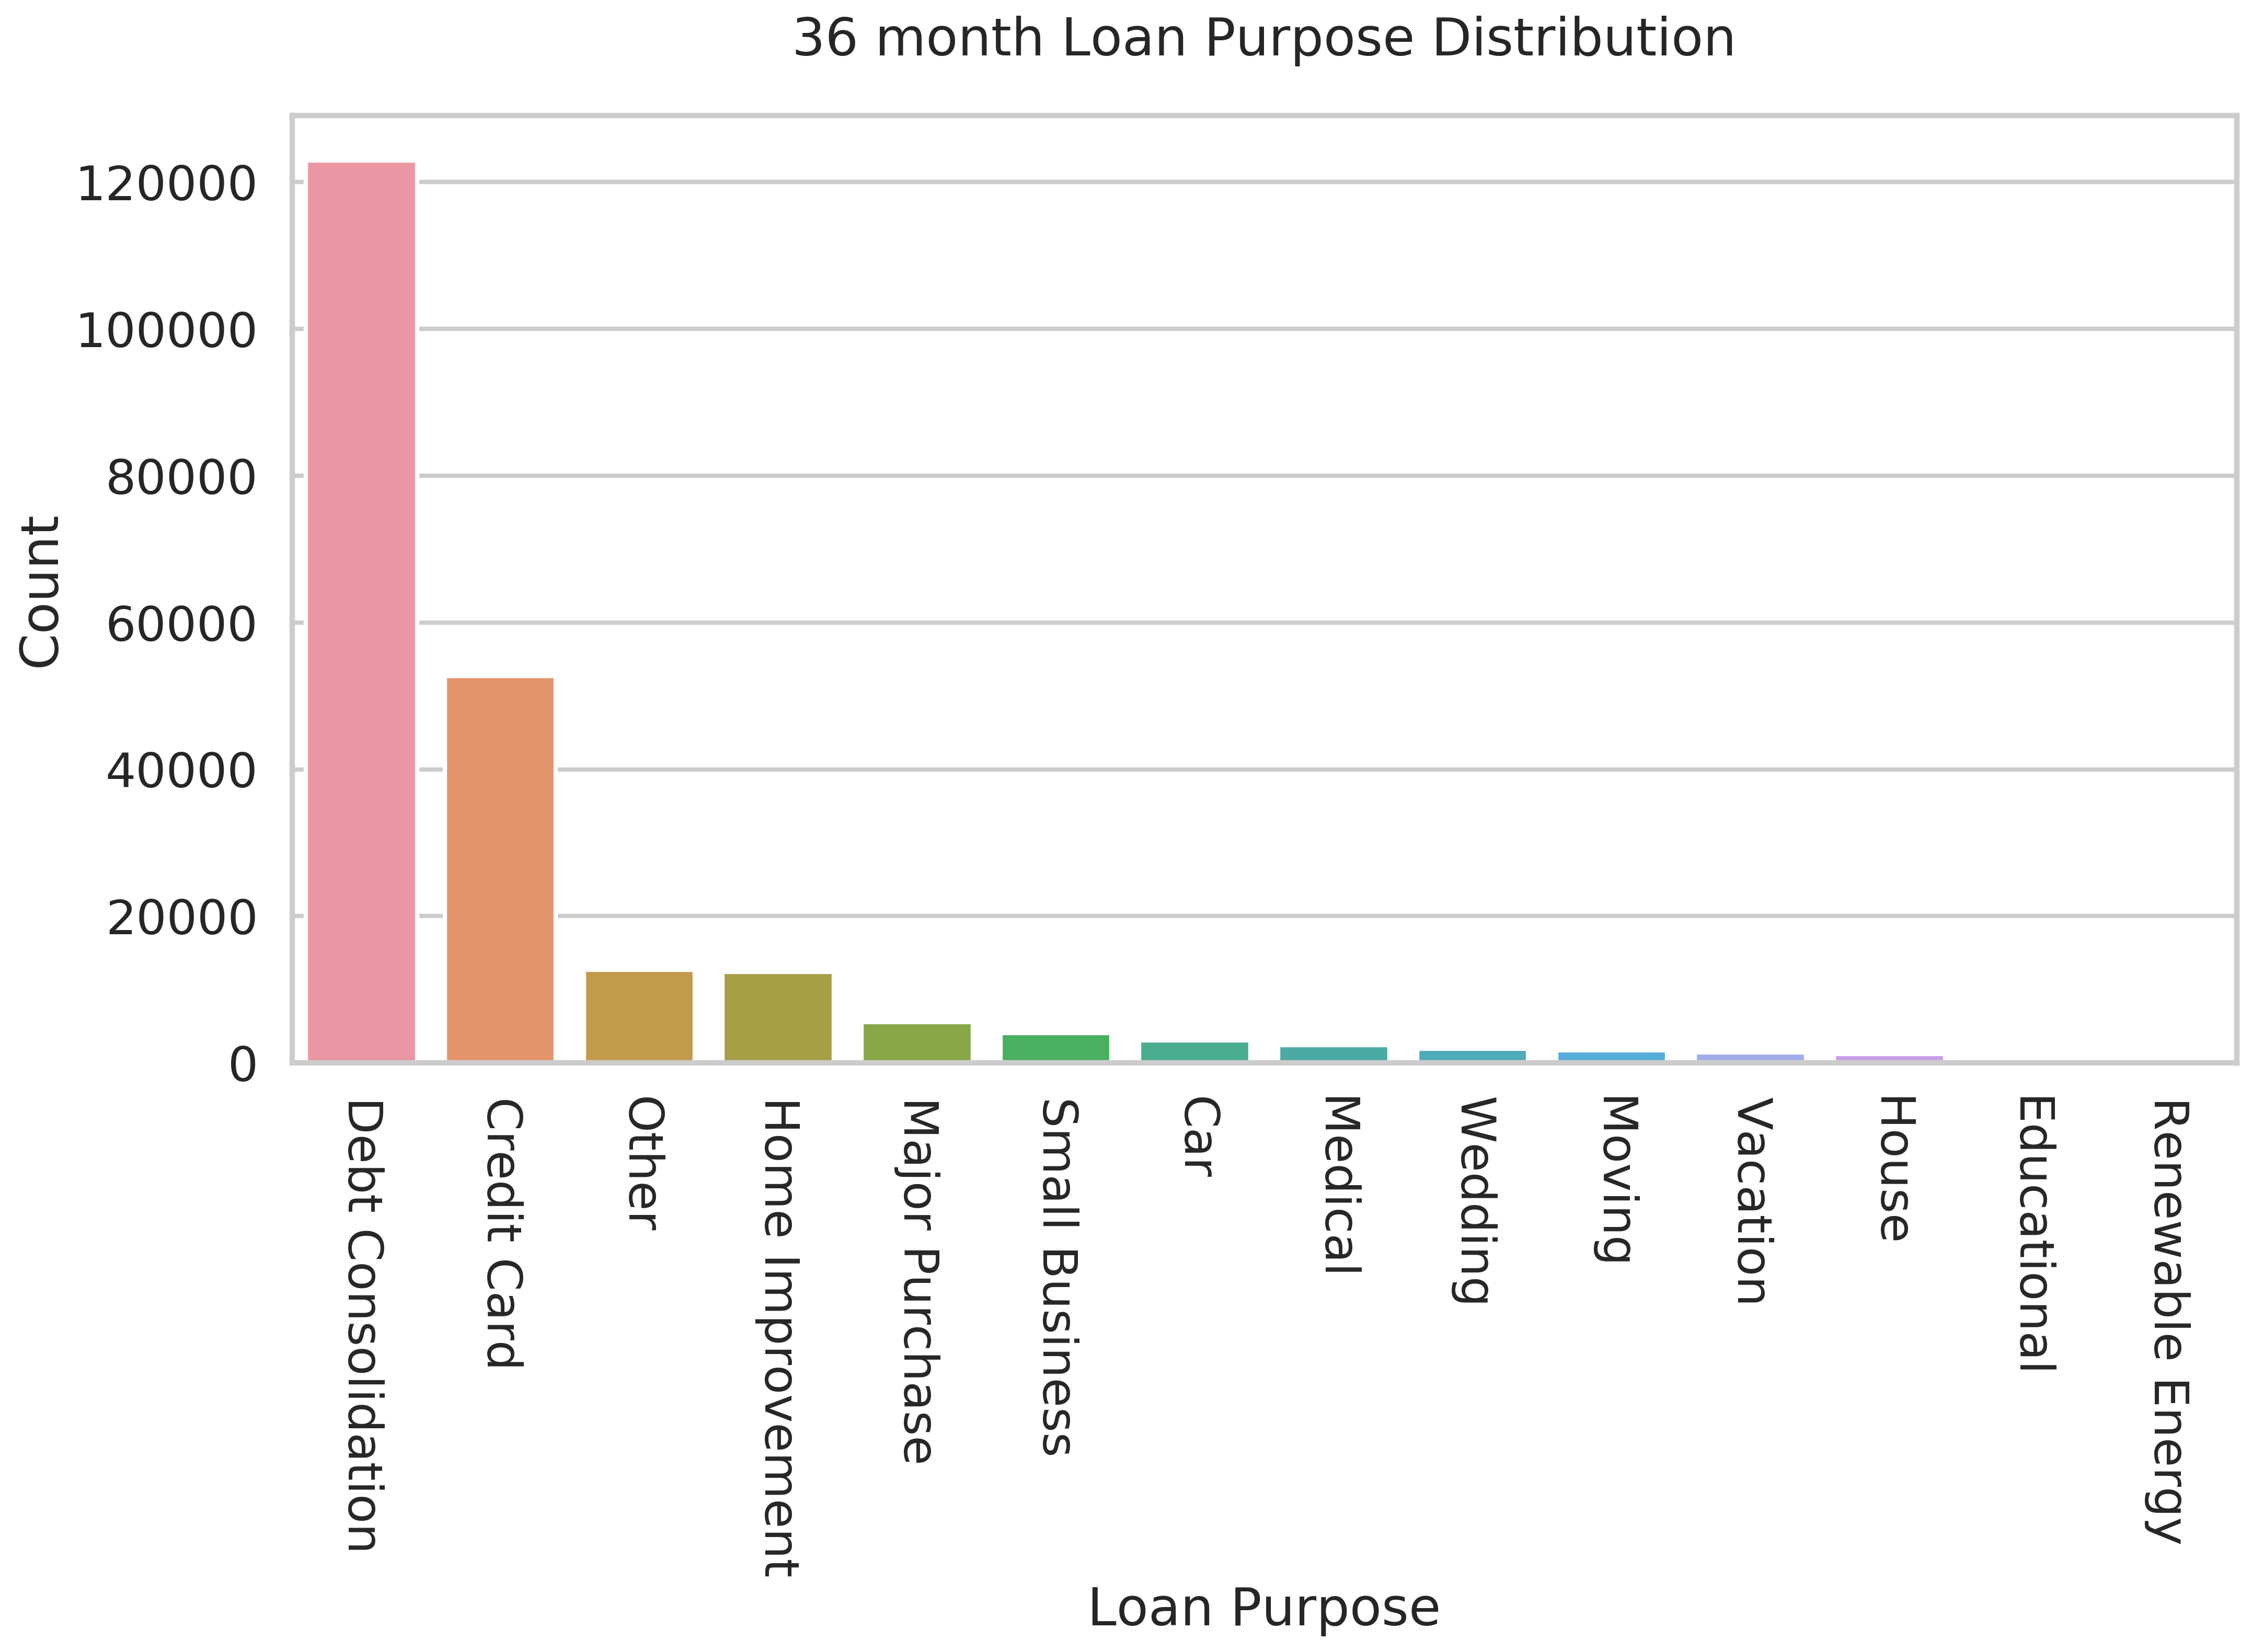 36 month Loan Purpose Distribution
120000
100000
80000
60000
40000
20000
0
Count
Debt Consolidation
Credit Card
Other
Home Improvement
Major Purchase
Small Business
Car
Medical
Wedding
Moving
Vacation
House
Educational
Renewable Energy
Loan Purpose